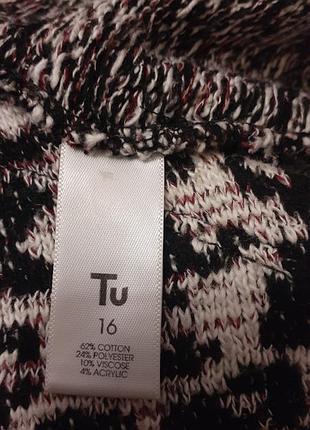 Tu
16
62% COTTON
24% POLYESTER
10% VISCOSE
4% ACRYLIC